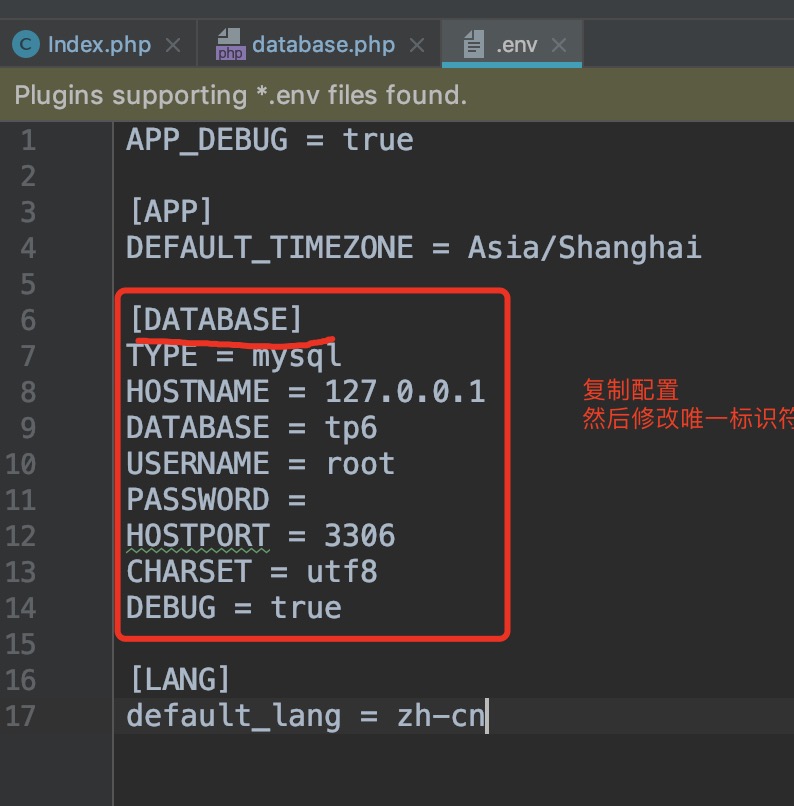 Index.php
php
database.php
.env
Plugins supporting *.env files found.
1 APP_DEBUG = true
2
3 [APP]
4 DEFAULT_TIMEZONE = Asia/Shanghai
5
6 [DATABASE]
7 TYPE = mysql
8 HOSTNAME = 127.0.0.1
复制配置
9 DATABASE = tp6
然后修改唯一标识符
10 USERNAME = root
11 PASSWORD =
12 HOSTPORT = 3306
13 CHARSET = utf8
14 DEBUG = true
15
16 [LANG]
17 default_lang = zh-cn